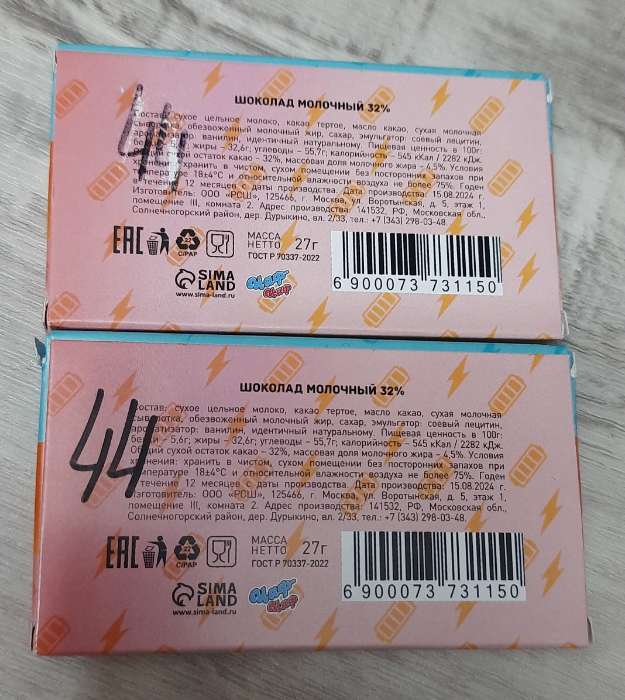 ШОКОЛАД МОЛОЧНЫЙ 32%
44
Состав: сухое цельное молоко, какао тертое, масло какао, сухая молочная
обезвоженный молочный жир, сахар, эмульгатор: соевый лецитин,
ароматизатор: ванилин, идентичный натуральному. Пищевая ценность в 100г:
жиры – 32,6г; углеводы – 55,7г; калорийность – 545 кКал / 2282 кДж.
сухой остаток какао – 32%, массовая доля молочного жира – 4,5%. Условия
хранить в чистом, сухом помещении без посторонних запахов при
температуре 18±4°С и относительной влажности воздуха не более 75%. Годен
в течение 12 месяцев с даты производства. Дата производства: 15.08.2024 г.
Изготовитель: ООО «РСШ», 125466, г. Москва, ул. Воротынская, д. 5, этаж 1,
помещение III, комната 2. Адрес производства: 141532, РФ, Московская обл.,
Солнечногорский район, дер. Дурыкино, вл. 2/33, тел.: +7 (343) 298-03-48.
EAC
22
C/PAP
МАССА
НЕТТО 27г
ГОСТ Р 70337-2022
SIMA
LAND
www.sima-land.ru
6 900073 731150
ШОКОЛАД МОЛОЧНЫЙ 32%
44
Состав: сухое цельное молоко, какао тертое, масло какао, сухая молочная
сыворотка, обезвоженный молочный жир, сахар, эмульгатор: соевый лецитин,
ароматизатор: ванилин, идентичный натуральному. Пищевая ценность в 100г:
белки – 5,6г; жиры – 32,6г; углеводы – 55,7г; калорийность – 545 кКал / 2282 кДж.
Общий сухой остаток какао – 32%, массовая доля молочного жира – 4,5%. Условия
хранения: хранить в чистом, сухом помещении без посторонних запахов при
температуре 18±4°С и относительной влажности воздуха не более 75%. Годен
в течение 12 месяцев с даты производства. Дата производства: 15.08.2024 г.
Изготовитель: ООО «РСШ», 125466, г. Москва, ул. Воротынская, д. 5, этаж 1,
помещение III, комната 2. Адрес производства: 141532, РФ, Московская обл.,
Солнечногорский район, дер. Дурыкино, вл. 2/33, тел.: +7 (343) 298-03-48.
EAC
22
C/PAP
МАССА
НЕТТО 27г
ГОСТ Р 70337-2022
SIMA
LAND
www.sima-land.ru
6 900073 731150